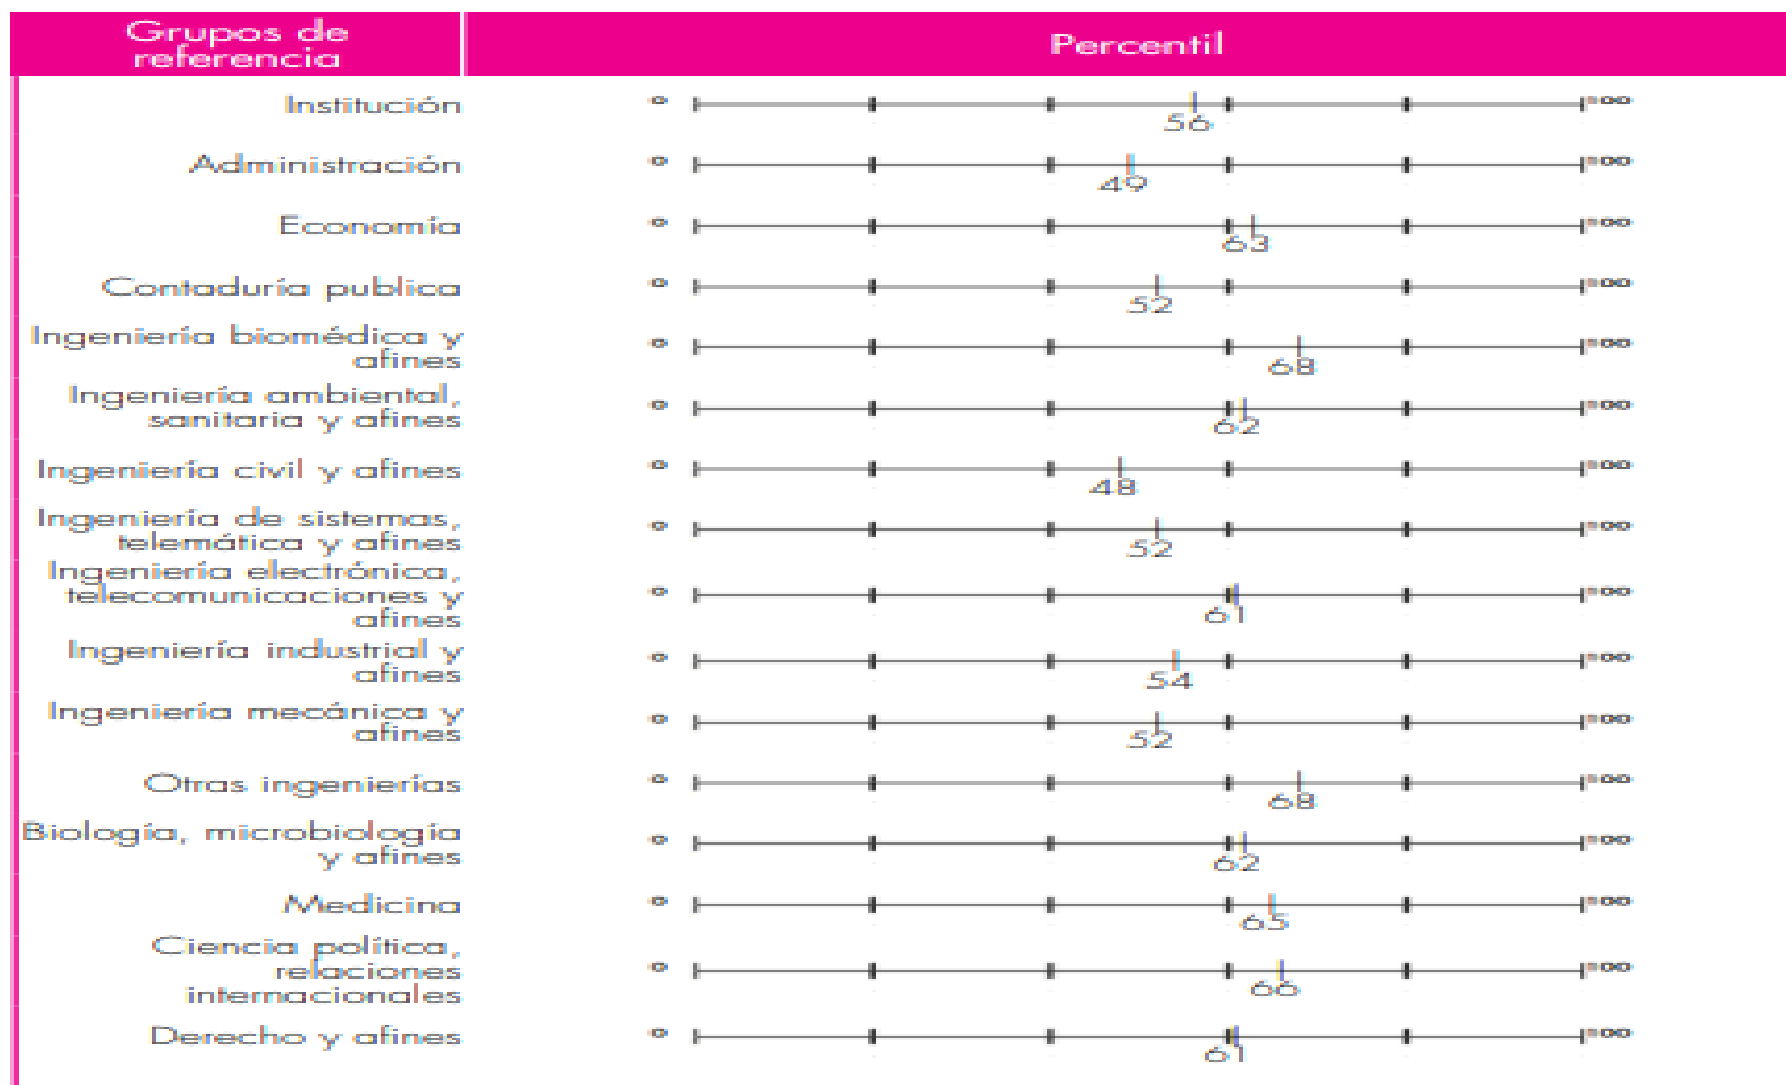 Grupos de
referencia
Percentil
Institución
0
100
56
Administración
0
100
49
Economía
0
100
63
Contaduría publica
0
100
52
Ingeniería biomédica y
afines
0
100
68
Ingeniería ambiental,
sanitaria y afines
0
100
62
Ingeniería civil y afines
0
100
48
Ingeniería de sistemas,
telemática y afines
0
100
52
Ingeniería electrónica,
telecomunicaciones y
afines
0
100
61
Ingeniería industrial y
afines
0
100
54
Ingeniería mecánica y
afines
0
100
52
Otras ingenierías
0
100
68
Biología, microbiología
y afines
0
100
62
Medicina
0
100
65
Ciencia política,
relaciones
internacionales
0
100
66
Derecho y afines
0
100
61